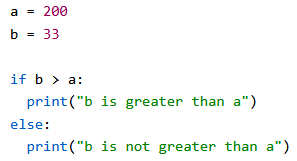 a = 200
b = 33

if b > a:
  print("b is greater than a")
else:
  print("b is not greater than a")